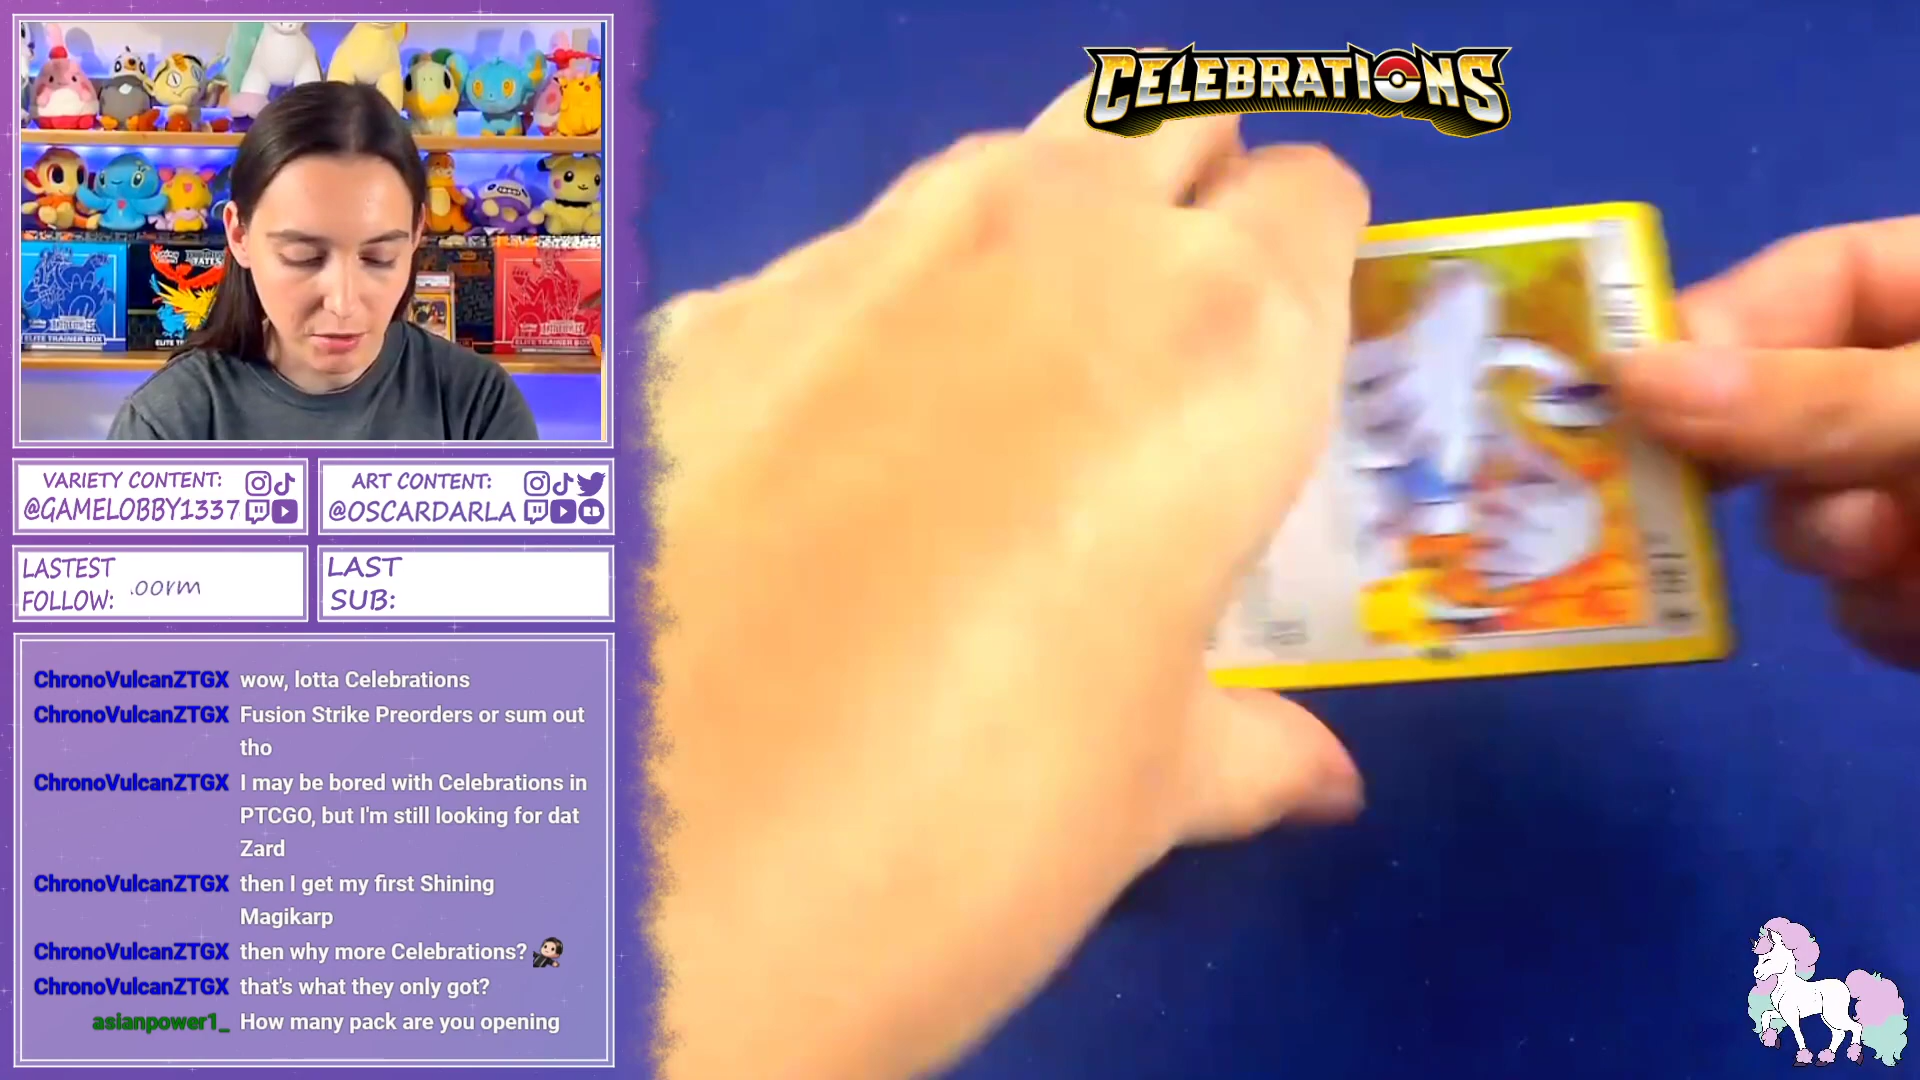 CELEBRATIONS
ELITE TRAINER BOX
VARIETY CONTENT:
@GAMELOBBY1337
ART CONTENT:
@OSCARDARLA
LASTEST
FOLLOW:
.oorm
LAST
SUB:
ChronoVulcanZTGX wow, lotta Celebrations
ChronoVulcanZTGX Fusion Strike Preorders or sum out
tho
ChronoVulcanZTGX I may be bored with Celebrations in
PTCGO, but I'm still looking for dat
Zard
ChronoVulcanZTGX then I get my first Shining
Magikarp
ChronoVulcanZTGX then why more Celebrations?
ChronoVulcanZTGX that's what they only got?
asianpower1_ How many pack are you opening